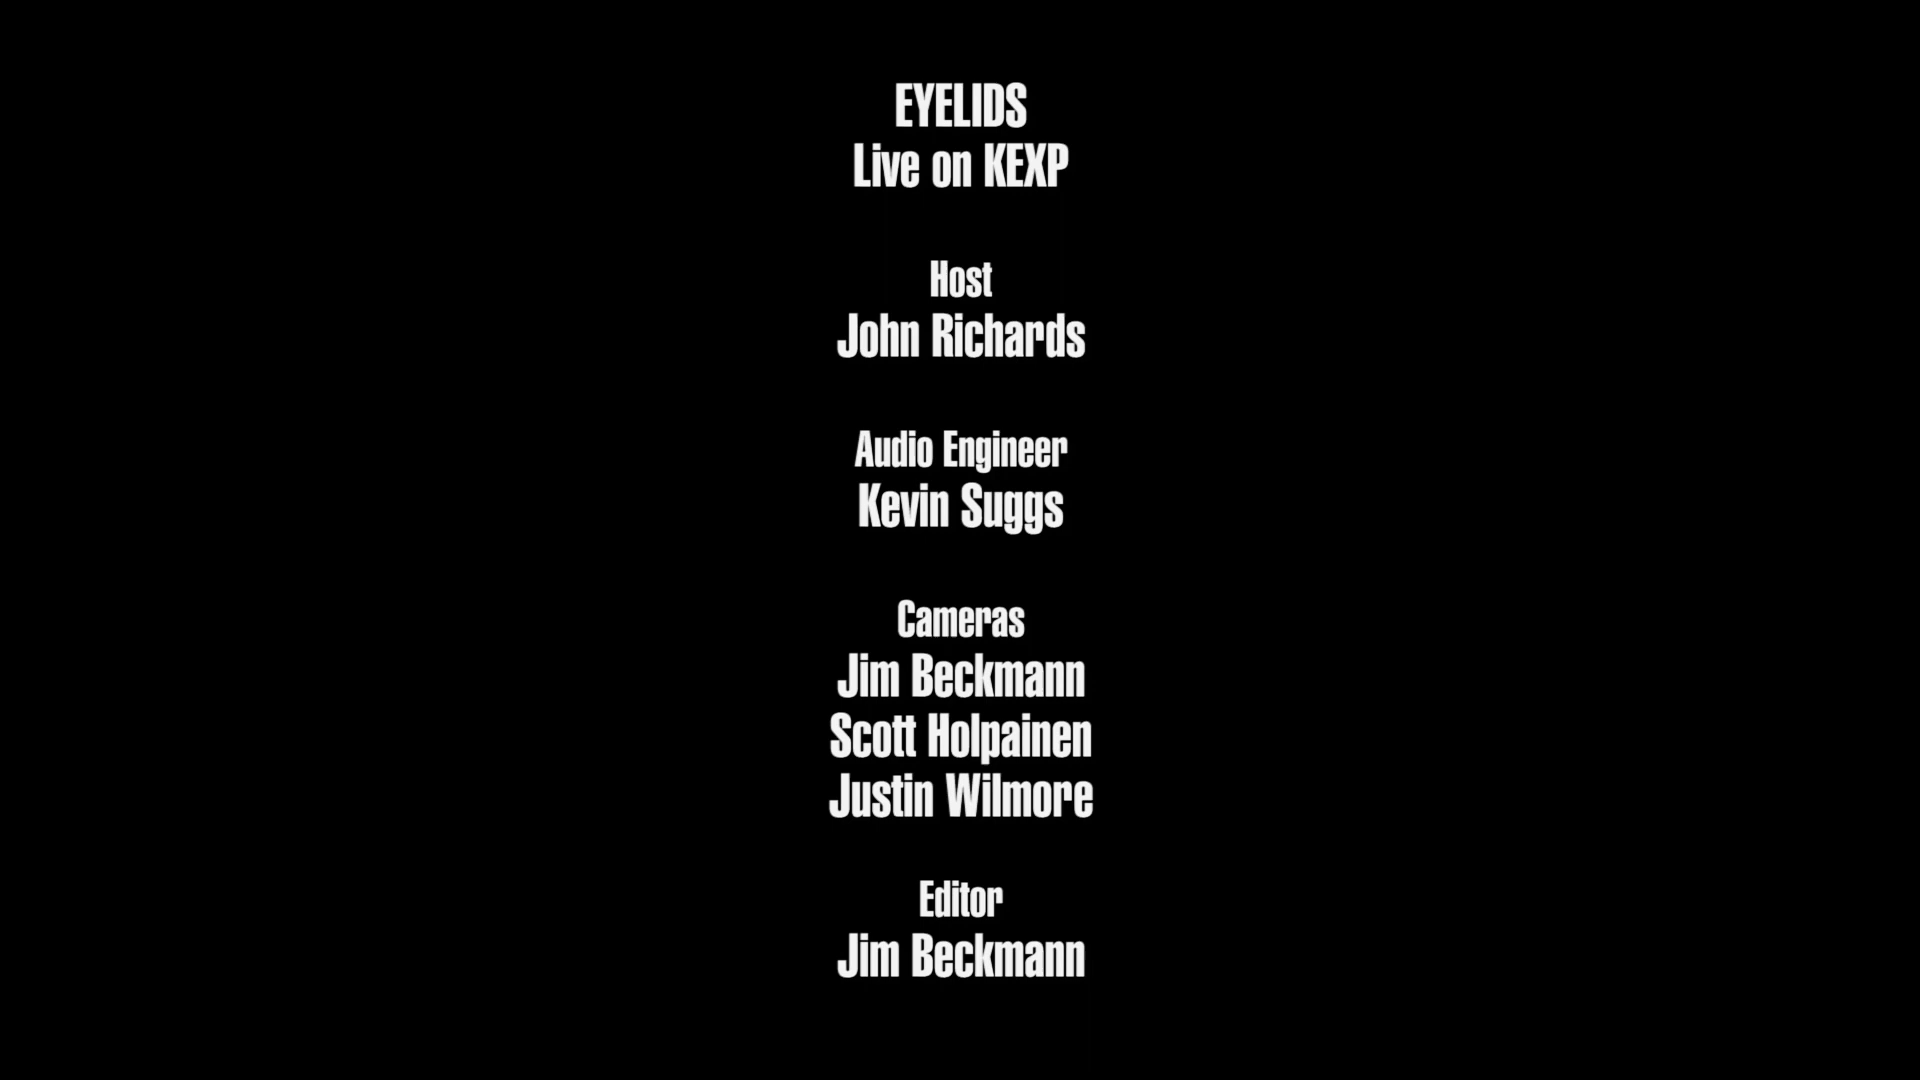 EYELIDS
Live on KEXP
Host
John Richards
Audio Engineer
Kevin Suggs
Cameras
Jim Beckmann
Scott Holpainen
Justin Wilmore
Editor
Jim Beckmann